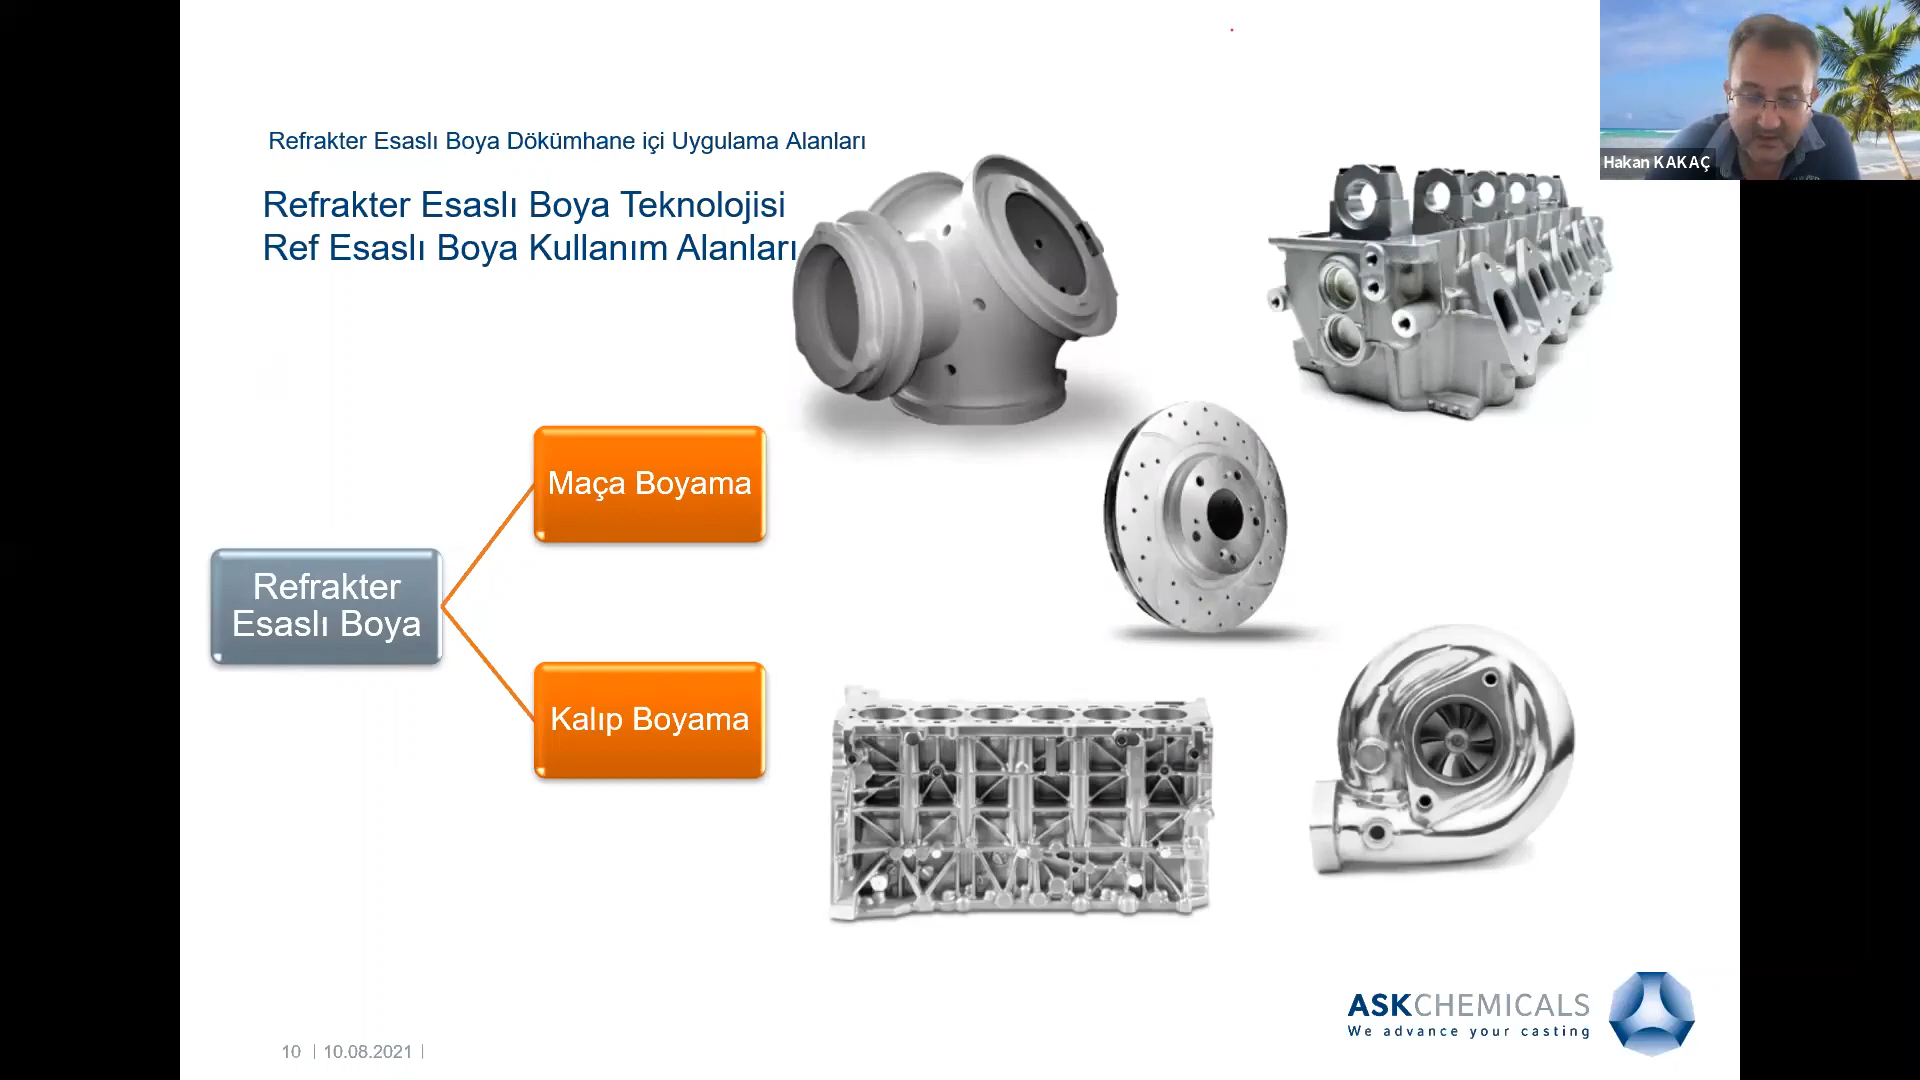 Refrakter Esaslı Boya Dökümhane içi Uygulama Alanları
Refrakter Esaslı Boya Teknolojisi
Ref Esaslı Boya Kullanım Alanları
Hakan KAKAÇ
Maça Boyama
Refrakter
Esaslı Boya
Kalıp Boyama
ASKCHEMICALS
We advance your casting
10 | 10.08.2021 |